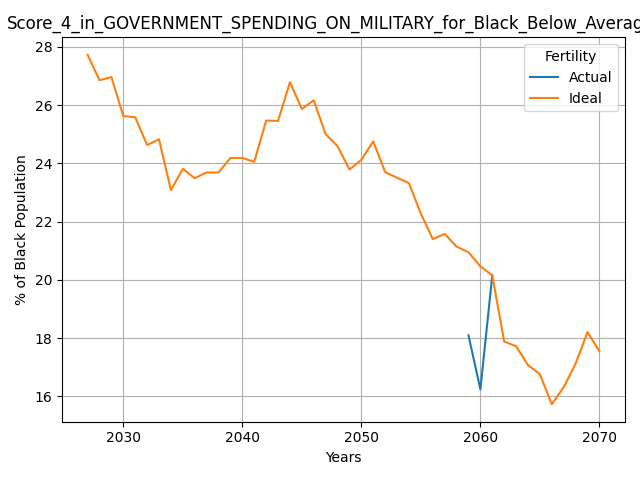 Score_4_in_GOVERNMENT_SPENDING_ON_MILITARY_for_Black_Below_Averag
Fertility
Actual
Ideal
% of Black Population
28
26
24
22
20
18
16
2030 2040 2050 2060 2070
Years